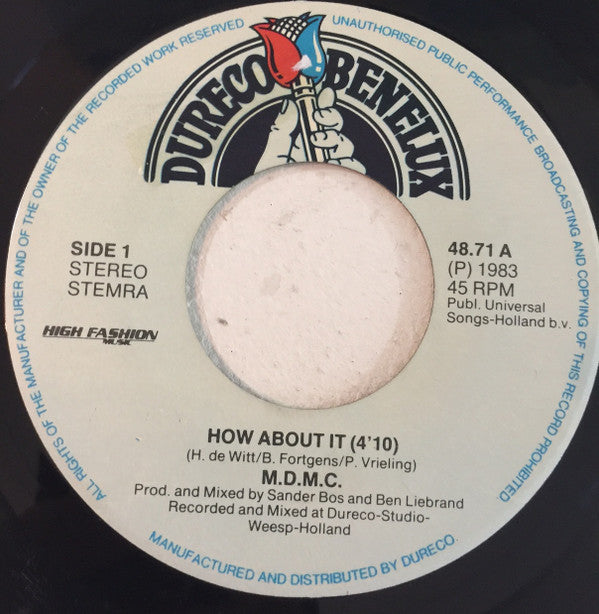 ALL RIGHTS OF THE MANUFACTURER AND OF THE OWNER OF THE RECORDED WORK RESERVED
UNAUTHORISED PUBLIC PERFORMANCE BROADCASTING AND COPYING OF THIS RECORD PROHIBITED
DURECO BENELUX
SIDE 1
STEREO
STEMRA
HIGH FASHION
MUSIC
48.71 A
(P) 1983
45 RPM
Publ. Universal
Songs-Holland b.v.
HOW ABOUT IT (4'10)
(H. de Witt/B. Fortgens/P. Vrieling)
M.D.M.C.
Prod. and Mixed by Sander Bos and Ben Liebrand
Recorded and Mixed at Dureco-Studio-
Weesp-Holland
MANUFACTURED AND DISTRIBUTED BY DURECO.